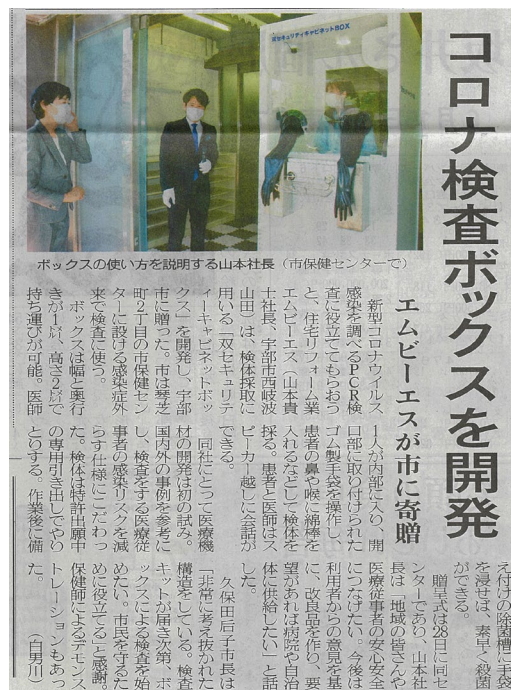 コロナ検査ボックスを開発
エムビーエスが市に寄贈
双セキュリティキャビネットBOX
ボックスの使い方を説明する山本社長（市保健センターで）
新型コロナウイルス
感染を調べるPCR検
査に役立ててもらおう
と、住宅リフォーム業
エムビーエス（山本貴
士社長、宇部市西岐波
山田）は、検体採取に
用いる「双セキュリテ
ィーキャビネットボッ
クス」を開発し、宇部
市に贈った。市は琴芝
町2丁目の市保健セン
ターに設ける感染症外
来で検査に使う。
ボックスは幅と奥行
きが1㍍、高さ2㍍で
持ち運びが可能。医師
1人が内部に入り、開
口部に取り付けられた
ゴム製手袋を操作し、
患者の鼻や喉に綿棒を
入れるなどして検体を
採る。患者と医師はス
ピーカー越しに会話が
できる。
同社にとって医療機
材の開発は初の試み。
国内外の事例を参考に
し、検査をする医療従
事者の感染リスクを減
らす仕様にこだわっ
た。検体は特許出願中
の専用引き出しでやり
とりする。作業後に備
え付けの除菌槽に手袋
を浸せば、素早く殺菌
ができる。
贈呈式は28日に同セ
ンターであり、山本社
長は「地域の皆さんと
医療従事者の安心安全
につなげたい。今後は
利用者からの意見を基
に、改良品を作り、要
望があれば病院や自治
体に供給したい」と話
した。
久保田后子市長は
「非常に考え抜かれた
構造をしている。検査
キットが届き次第、ボ
ックスによる検査を始
めたい。市民を守るた
めに役立てる」と感謝。
保健師によるデモンス
トレーションもあっ
た。（白男川）